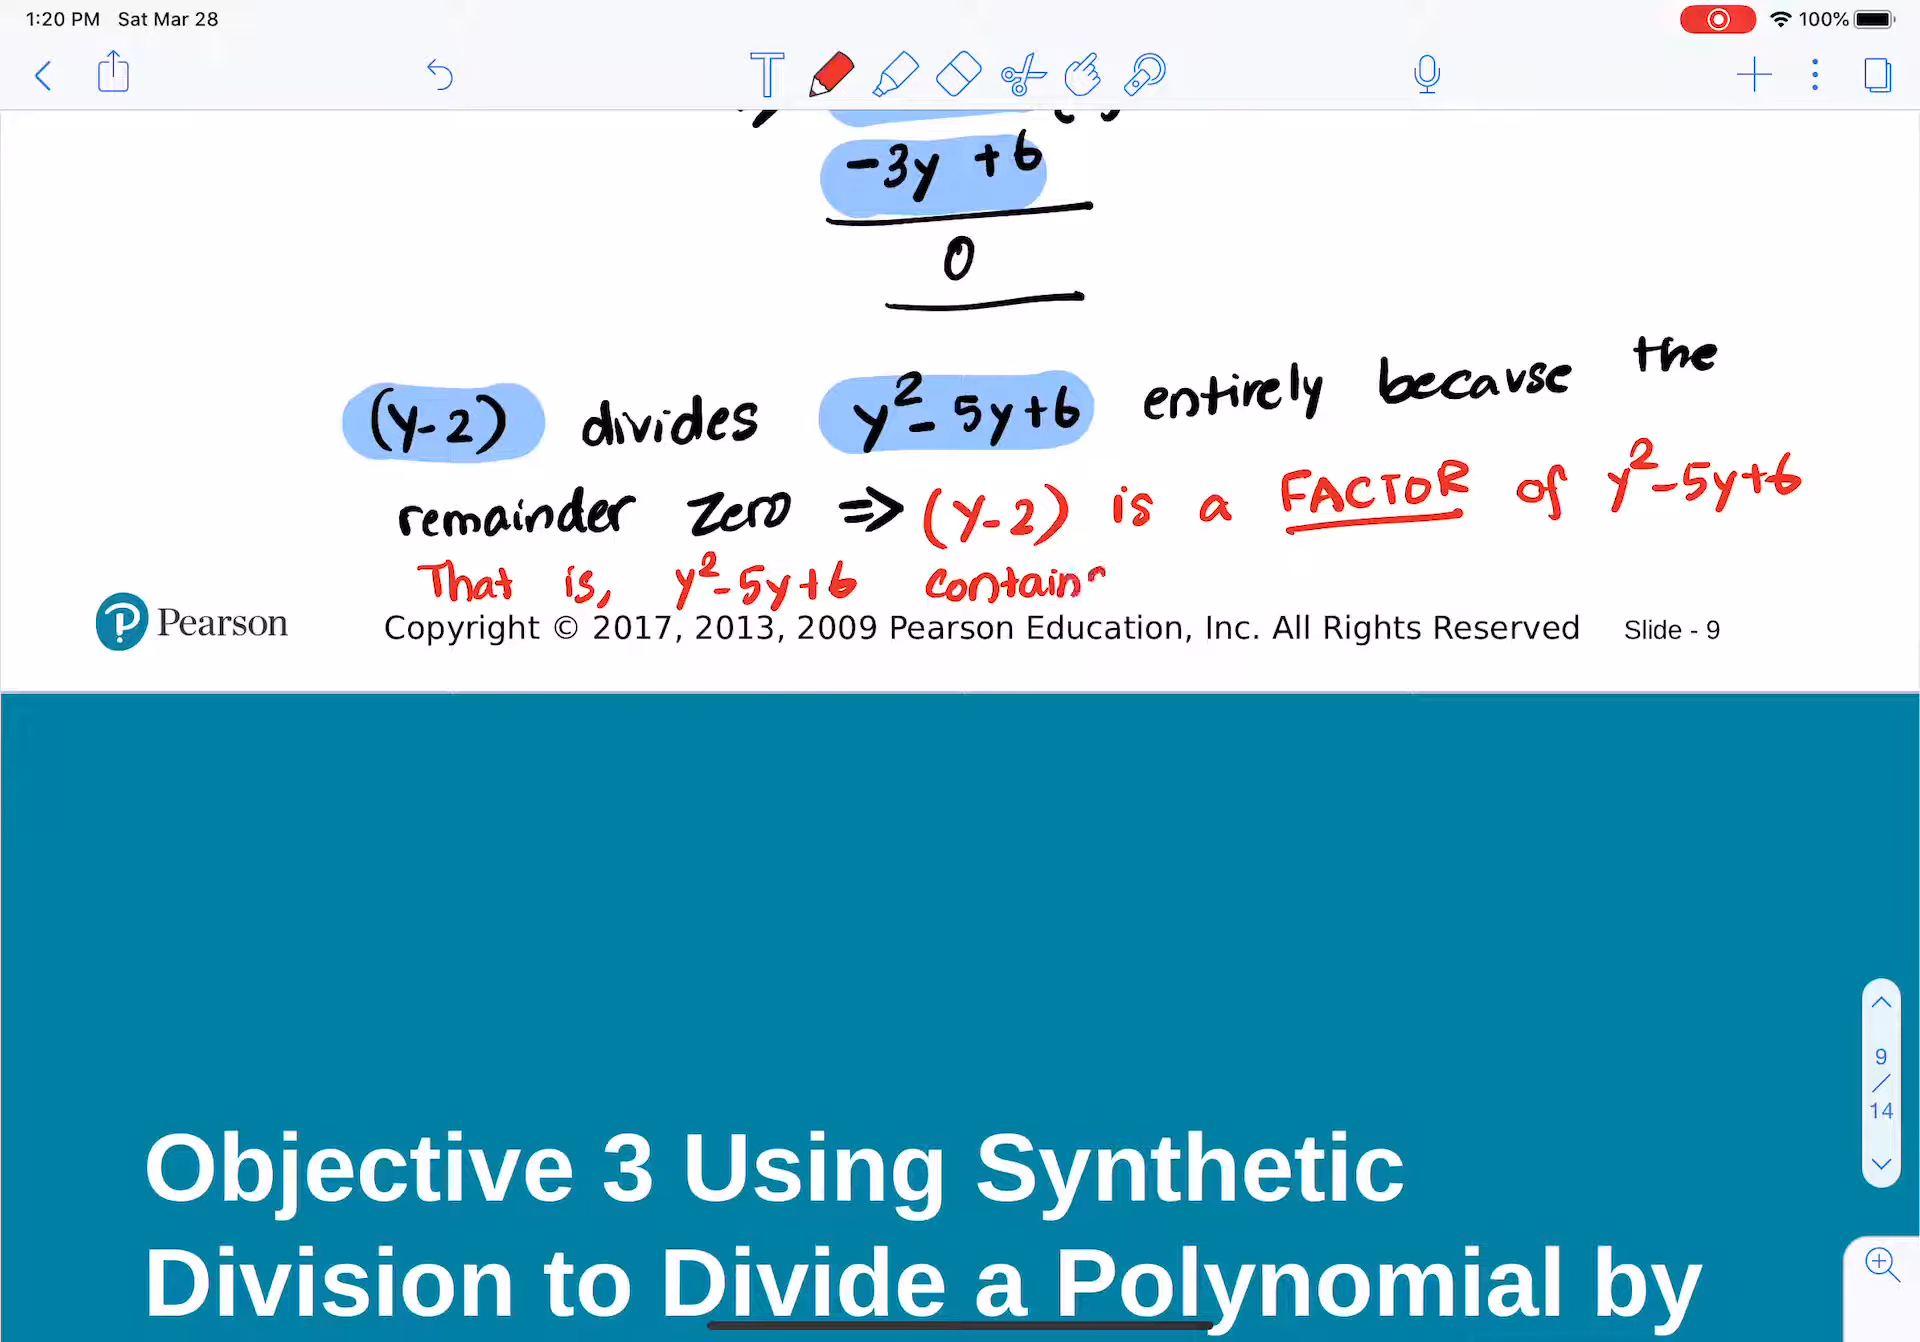 1:20 PM Sat Mar 28
100%
-3y +6
0
(y-2) divides y²-5y+6 entirely because the
remainder zero ⇒ (y-2) is a FACTOR of y²-5y+6
That is, y²-5y+6 contain
Pearson Copyright © 2017, 2013, 2009 Pearson Education, Inc. All Rights Reserved Slide - 9
9
/
14
Objective 3 Using Synthetic
Division to Divide a Polynomial by